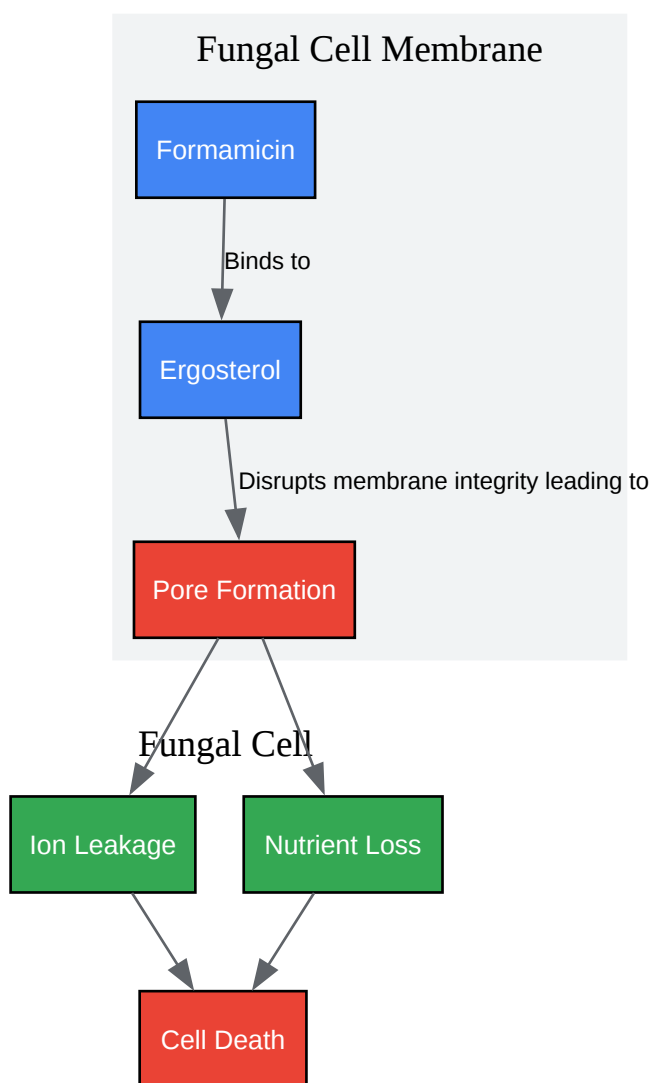 Fungal Cell Membrane
Formamicin
Binds to
Ergosterol
Disrupts membrane integrity leading to
Pore Formation
Fungal Cell
Ion Leakage
Nutrient Loss
Cell Death